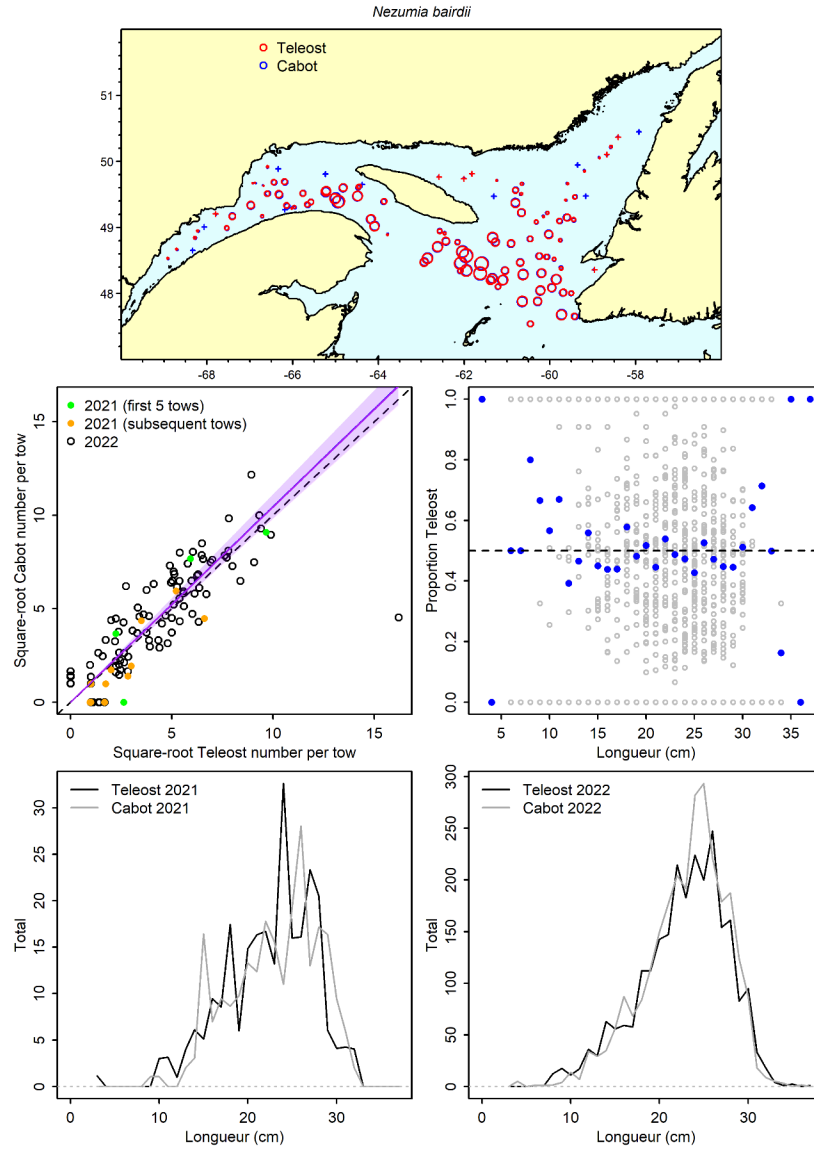 Nezumia bairdii
Teleost
Cabot
51
50
49
48
-68
-66
-64
-62
-60
-58
2021 (first 5 tows)
2021 (subsequent tows)
2022
15
10
5
0
Square-root Cabot number per tow
0 5 10 15
Square-root Teleost number per tow
1.0
0.8
0.6
0.4
0.2
0.0
Proportion Teleost
5 10 15 20 25 30 35
Longueur (cm)
Teleost 2021
Cabot 2021
30
25
20
15
10
5
0
Total
0 10 20 30
Longueur (cm)
Teleost 2022
Cabot 2022
300
250
200
150
100
50
0
Total
0 10 20 30
Longueur (cm)